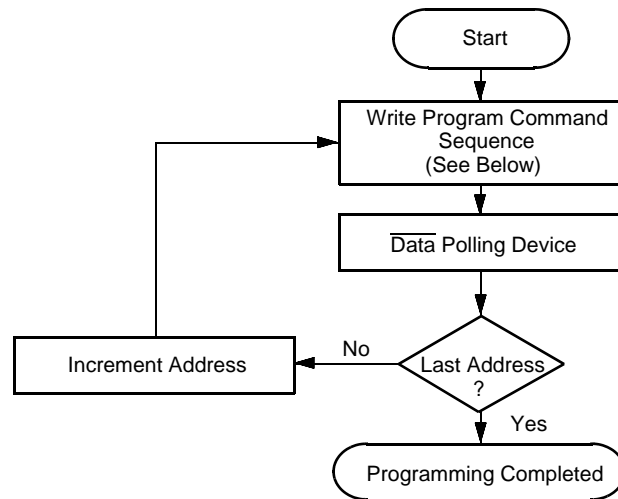 Start
Write Program Command
Sequence
(See Below)
Data Polling Device
Increment Address
No
Last Address
?
Yes
Programming Completed